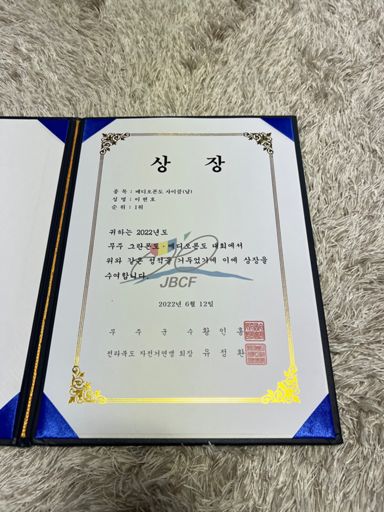 상 장
종 목 : 메디오폰도 사이클(남)
성 명 : 이현호
순 위 : 1위
귀하는 2022년도
무주 그란폰도·메디오폰도 대회에서
위와 같은 성적을 거두었기에 이에 상장을
수여합니다.
JBCF
2022년 6월 12일
무 주 군 수 황 인 홍
전라북도 자전거연맹 회장 유 점 환